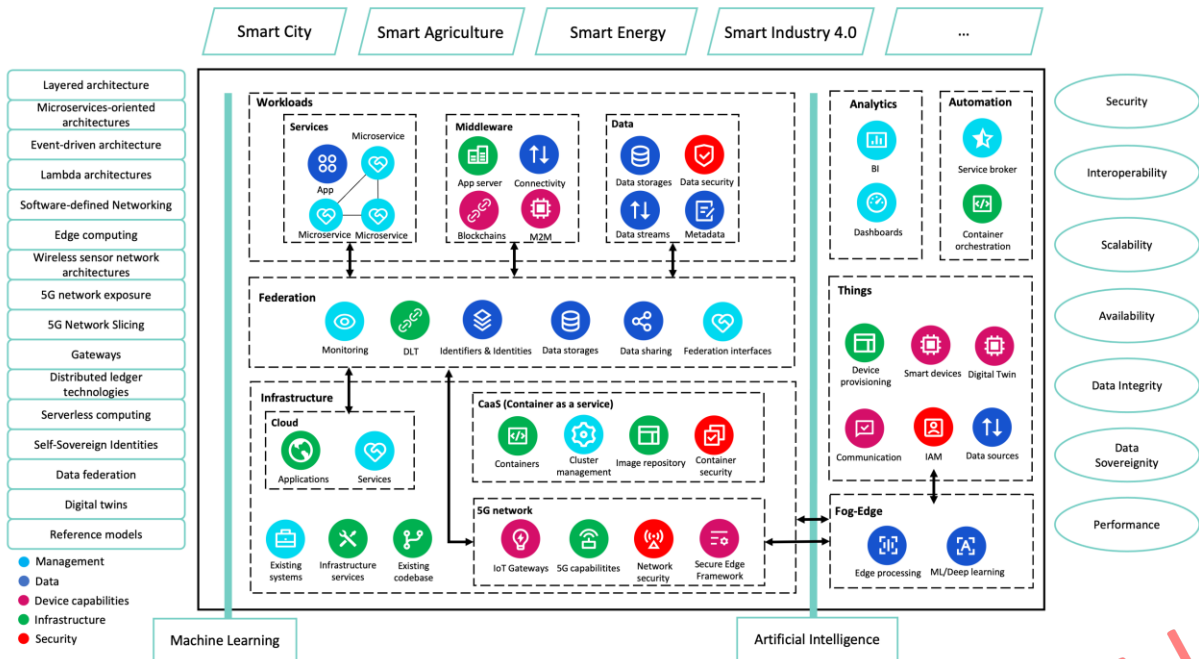 Smart City
Smart Agriculture
Smart Energy
Smart Industry 4.0
...
Layered architecture
Microservices-oriented
architectures
Event-driven architecture
Lambda architectures
Software-defined Networking
Edge computing
Wireless sensor network
architectures
5G network exposure
5G Network Slicing
Gateways
Distributed ledger
technologies
Serverless computing
Self-Sovereign Identities
Data federation
Digital twins
Reference models
Management
Data
Device capabilities
Infrastructure
Security
Workloads
Services
Microservice
App
Microservice
Microservice
Middleware
App server
Connectivity
Blockchains
M2M
Data
Data storages
Data security
Data streams
Metadata
Federation
Monitoring
DLT
Identifiers & Identities
Data storages
Data sharing
Federation interfaces
Infrastructure
Cloud
Applications
Services
CaaS (Container as a service)
Containers
Cluster
management
Image repository
Container
security
Existing
systems
Infrastructure
services
Existing
codebase
5G network
IoT Gateways
5G capabilitites
Network
security
Secure Edge
Framework
Analytics
BI
Dashboards
Automation
Service broker
Container
orchestration
Things
Device
provisioning
Smart devices
Digital Twin
Communication
IAM
Data sources
Fog-Edge
Edge processing
ML/Deep learning
Security
Interoperability
Scalability
Availability
Data Integrity
Data
Sovereignity
Performance
Machine Learning
Artificial Intelligence